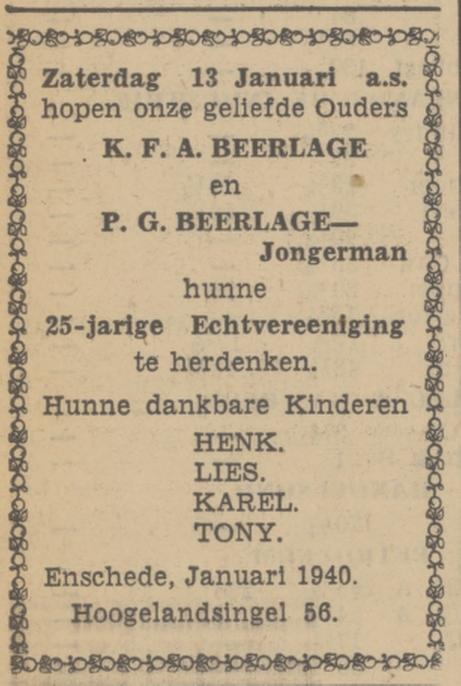 Zaterdag 13 Januari a.s.
hopen onze geliefde Ouders
K. F. A. BEERLAGE
en
P. G. BEERLAGE—
Jongerman
hunne
25-jarige Echtvereeniging
te herdenken.
Hunne dankbare Kinderen
HENK.
LIES.
KAREL.
TONY.
Enschede, Januari 1940.
Hoogelandsingel 56.